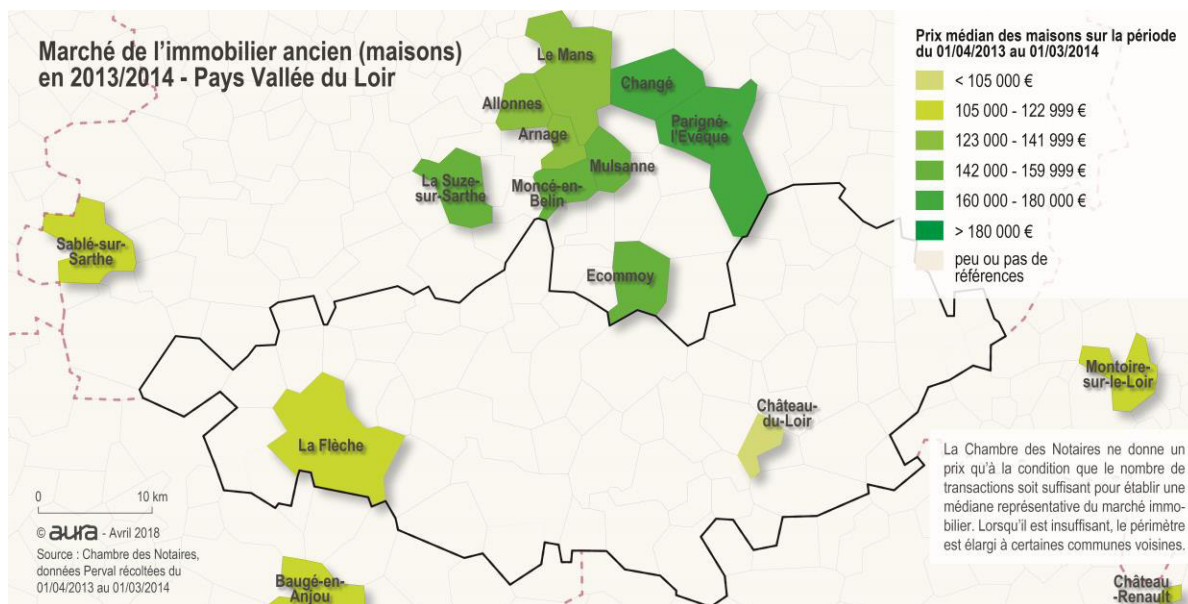 Marché de l'immobilier ancien (maisons)
en 2013/2014 - Pays Vallée du Loir
Prix médian des maisons sur la période
du 01/04/2013 au 01/03/2014
< 105 000 €
105 000 - 122 999 €
123 000 - 141 999 €
142 000 - 159 999 €
160 000 - 180 000 €
> 180 000 €
peu ou pas de
références
Le Mans
Changé
Allonnes
Parigné-
l'Evêque
Arnage
Mulsanne
La Suze-
sur-Sarthe
Moncé-en-
Belin
Sablé-sur-
Sarthe
Ecommoy
Montoire-
sur-le-Loir
Château-
du-Loir
La Flèche
La Chambre des Notaires ne donne un
prix qu'à la condition que le nombre de
transactions soit suffisant pour établir une
médiane représentative du marché immo-
bilier. Lorsqu'il est insuffisant, le périmètre
est élargi à certaines communes voisines.
0 10 km
© aura - Avril 2018
Source : Chambre des Notaires,
données Perval récoltées du
01/04/2013 au 01/03/2014
Baugé-en-
Anjou
Château
-Renault